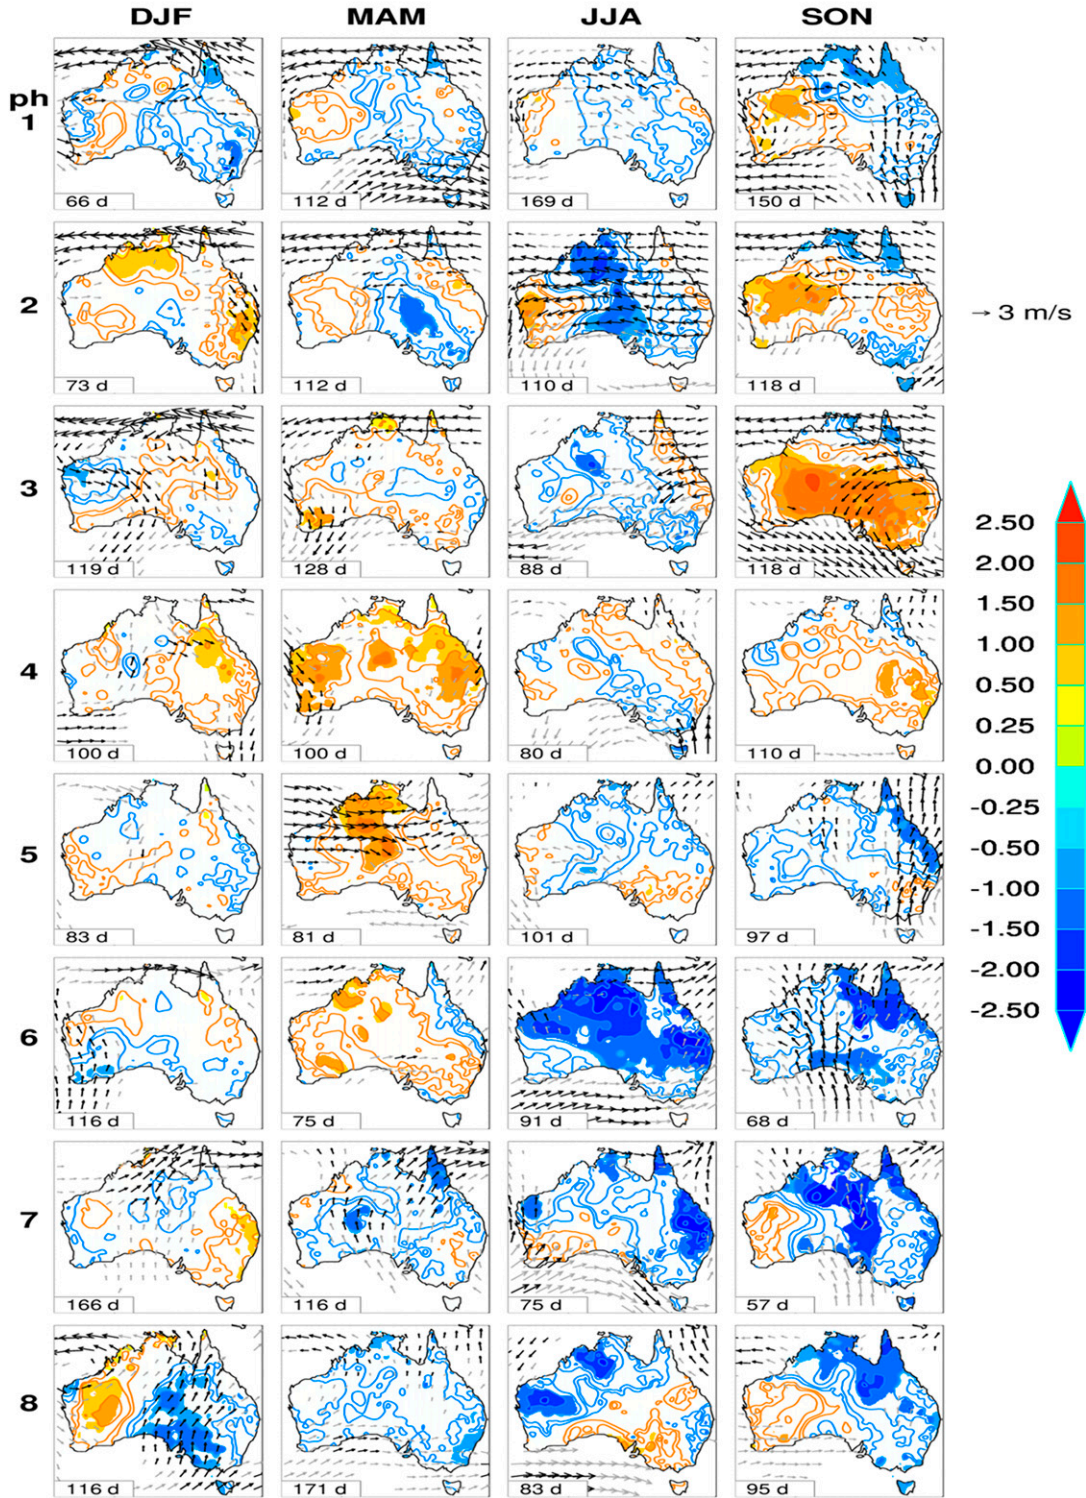 DJF MAM JJA SON
ph
1
66 d 112 d 169 d 150 d
2
73 d 112 d 110 d 118 d
→ 3 m/s
3
119 d 128 d 88 d 118 d
4
100 d 100 d 80 d 110 d
5
83 d 81 d 101 d 97 d
6
116 d 75 d 91 d 68 d
7
166 d 116 d 75 d 57 d
8
116 d 171 d 83 d 95 d
2.50
2.00
1.50
1.00
0.50
0.25
0.00
-0.25
-0.50
-1.00
-1.50
-2.00
-2.50